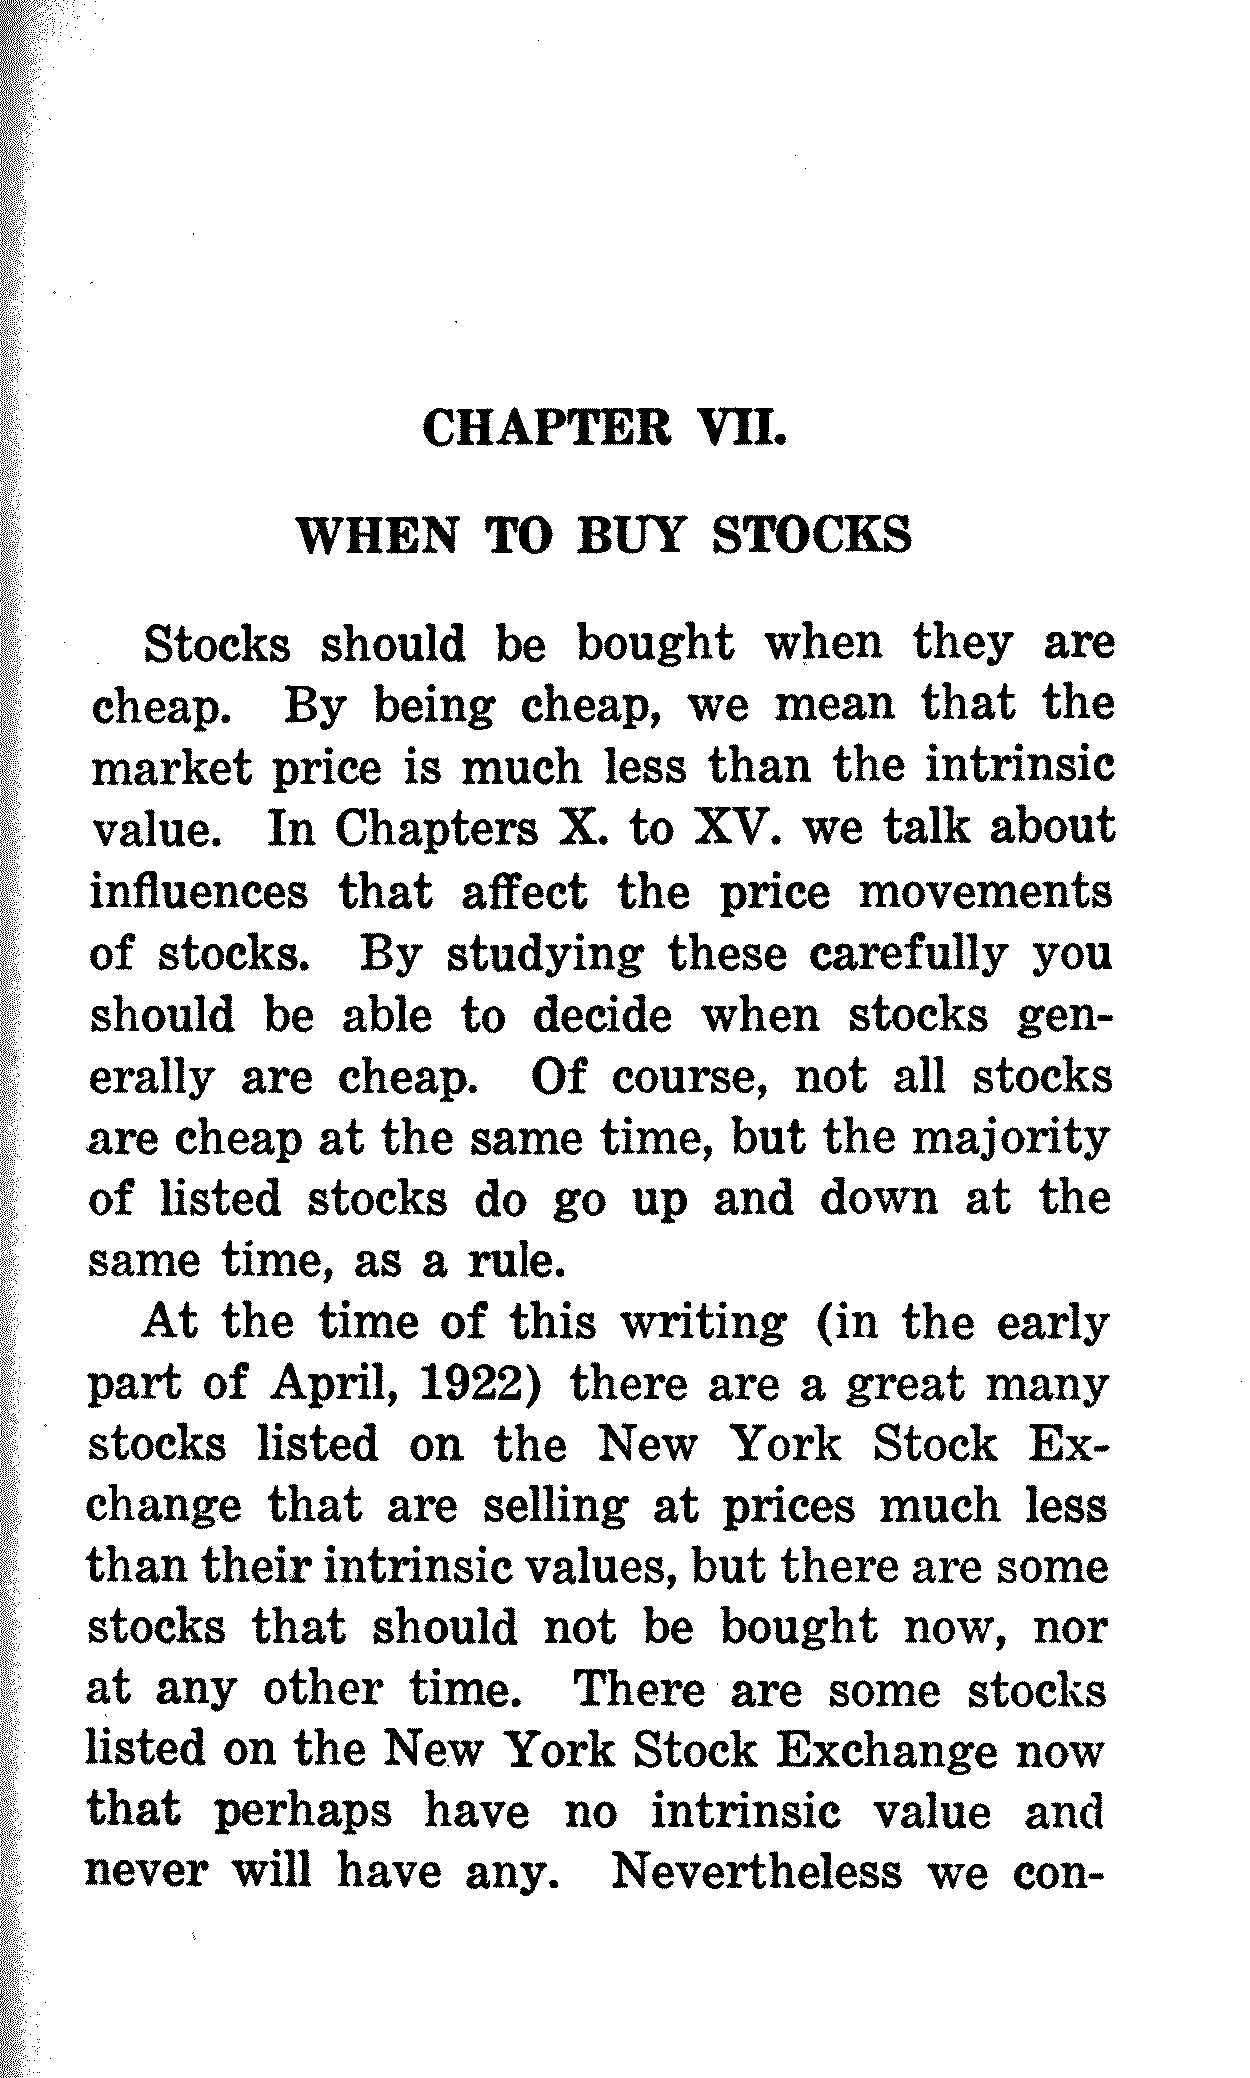 CHAPTER VII.
WHEN TO BUY STOCKS
Stocks should be bought when they are
cheap. By being cheap, we mean that the
market price is much less than the intrinsic
value. In Chapters X. to XV. we talk about
influences that affect the price movements
of stocks. By studying these carefully you
should be able to decide when stocks gen-
erally are cheap. Of course, not all stocks
are cheap at the same time, but the majority
of listed stocks do go up and down at the
same time, as a rule.
At the time of this writing (in the early
part of April, 1922) there are a great many
stocks listed on the New York Stock Ex-
change that are selling at prices much less
than their intrinsic values, but there are some
stocks that should not be bought now, nor
at any other time. There are some stocks
listed on the New York Stock Exchange now
that perhaps have no intrinsic value and
never will have any. Nevertheless we con-